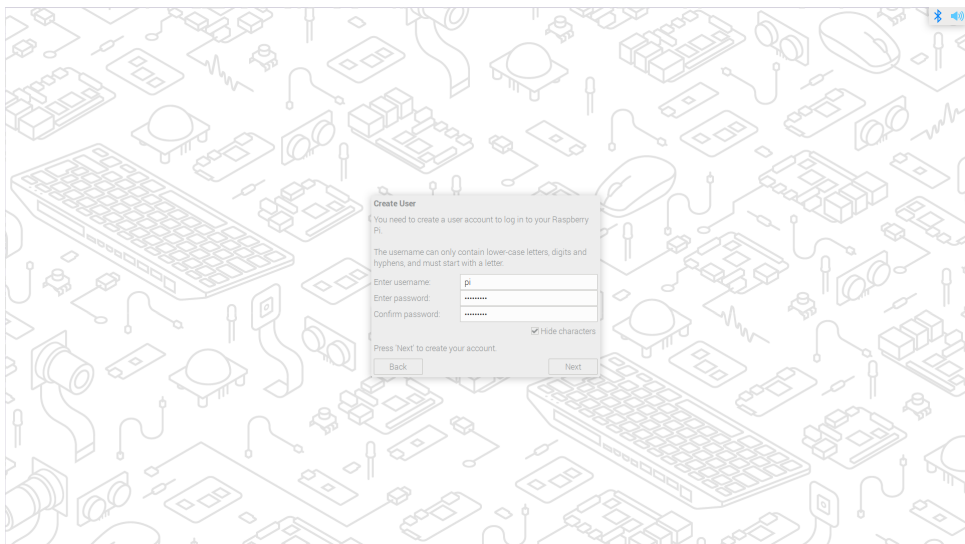 Create User
You need to create a user account to log in to your Raspberry
Pi.
The username can only contain lower-case letters, digits and
hyphens, and must start with a letter.
Enter username: pi
Enter password: •••••••••
Confirm password: •••••••••
Hide characters
Press 'Next' to create your account.
Back Next